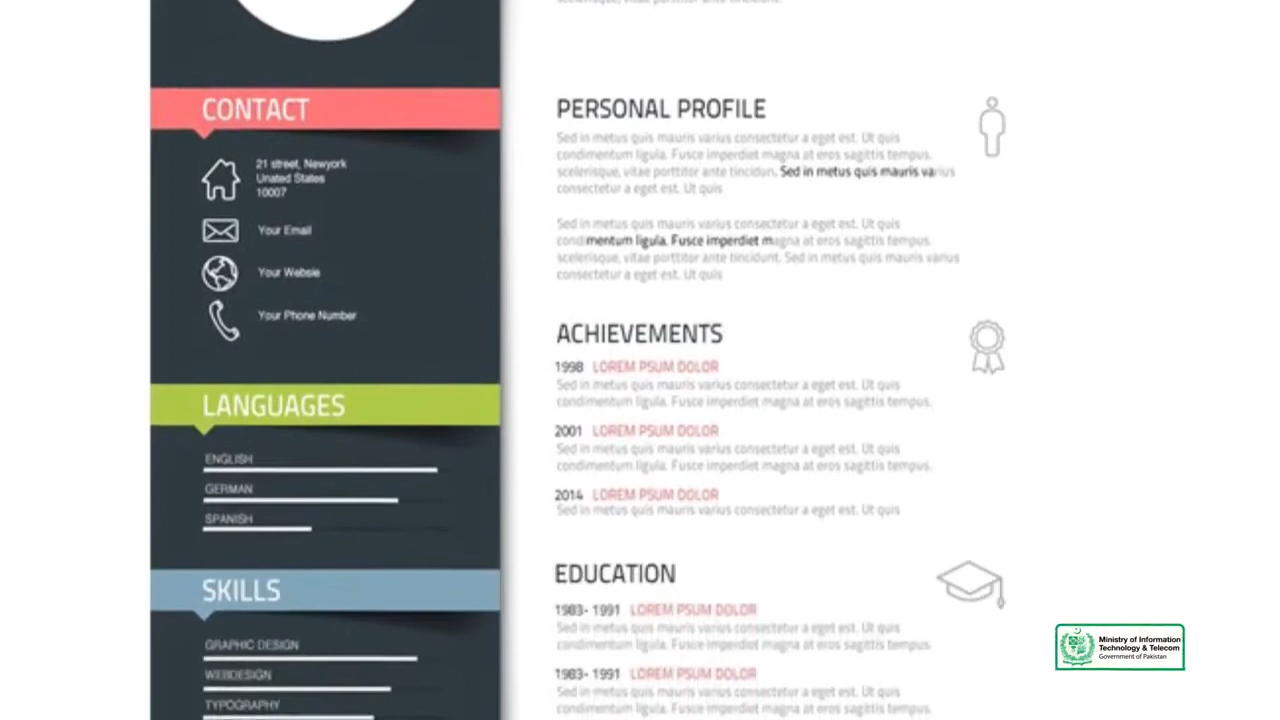 CONTACT
21 street, Newyork
Unated States
10007
Your Email
Your Websie
Your Phone Number
LANGUAGES
ENGLISH
GERMAN
SPANISH
SKILLS
GRAPHIC DESIGN
WEBDESIGN
TYPOGRAPHY
scelerisque, vitae porttitor ante tincidunt.
PERSONAL PROFILE
Sed in metus quis mauris varius consectetur a eget est. Ut quis
condimentum ligula. Fusce imperdiet magna at eros sagittis tempus.
scelerisque, vitae porttitor ante tincidun. Sed in metus quis mauris varius
consectetur a eget est. Ut quis
Sed in metus quis mauris varius consectetur a eget est. Ut quis
condimentum ligula. Fusce imperdiet magna at eros sagittis tempus.
scelerisque, vitae porttitor ante tincidunt. Sed in metus quis mauris varius
consectetur a eget est. Ut quis
ACHIEVEMENTS
1998 LOREM PSUM DOLOR
Sed in metus quis mauris varius consectetur a eget est. Ut quis
condimentum ligula. Fusce imperdiet magna at eros sagittis tempus.
2001 LOREM PSUM DOLOR
Sed in metus quis mauris varius consectetur a eget est. Ut quis
condimentum ligula. Fusce imperdiet magna at eros sagittis tempus.
2014 LOREM PSUM DOLOR
Sed in metus quis mauris varius consectetur a eget est. Ut quis
EDUCATION
1983- 1991 LOREM PSUM DOLOR
Sed in metus quis mauris varius consectetur a eget est. Ut quis
condimentum ligula. Fusce imperdiet magna at eros sagittis tempus.
1983- 1991 LOREM PSUM DOLOR
Sed in metus quis mauris varius consectetur a eget est. Ut quis
condimentum ligula. Fusce imperdiet magna at eros sagittis tempus.
Ministry of Information
Technology & Telecom
Government of Pakistan